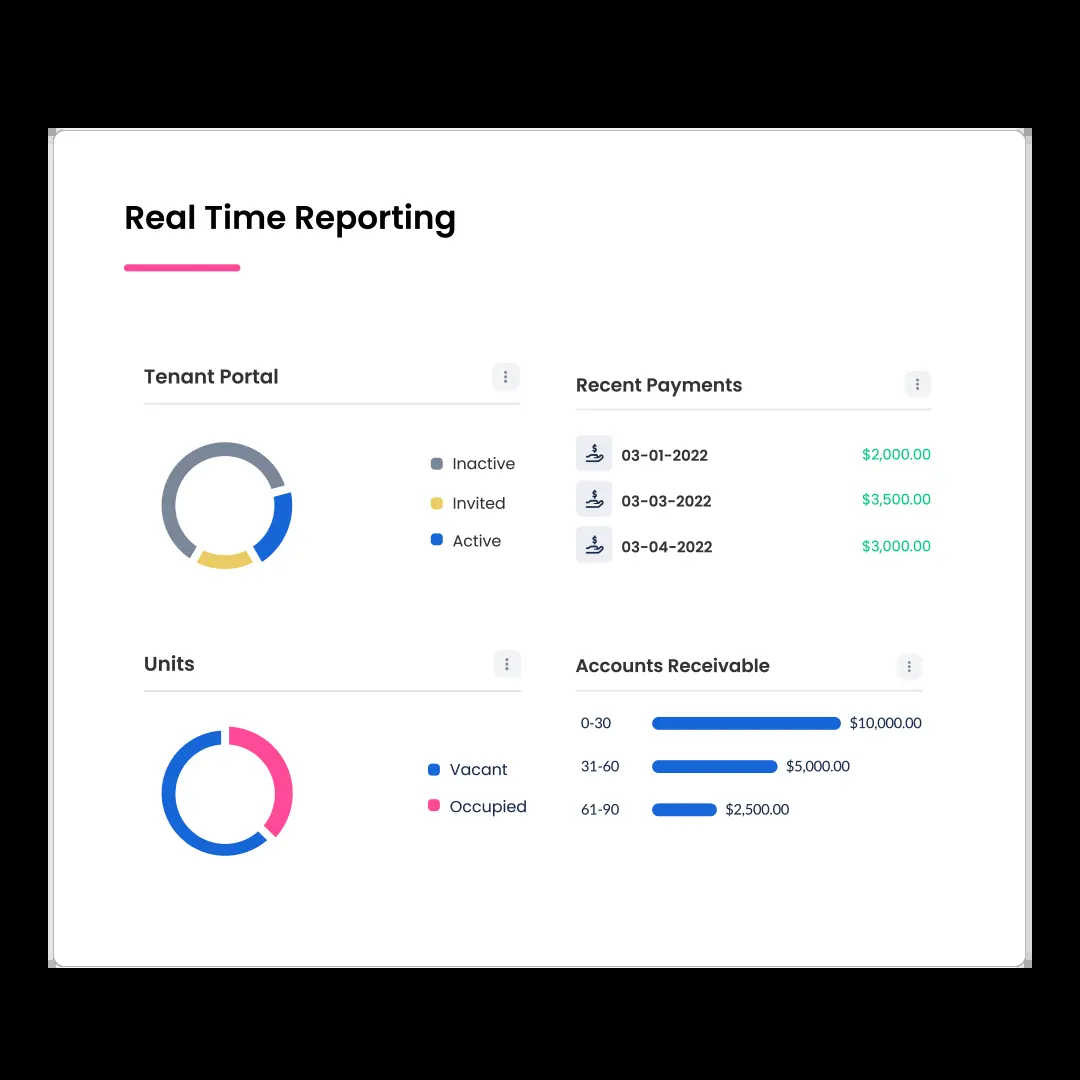 Real Time Reporting
Tenant Portal
Inactive
Invited
Active
Recent Payments
03-01-2022 $2,000.00
03-03-2022 $3,500.00
03-04-2022 $3,000.00
Units
Vacant
Occupied
Accounts Receivable
0-30 $10,000.00
31-60 $5,000.00
61-90 $2,500.00